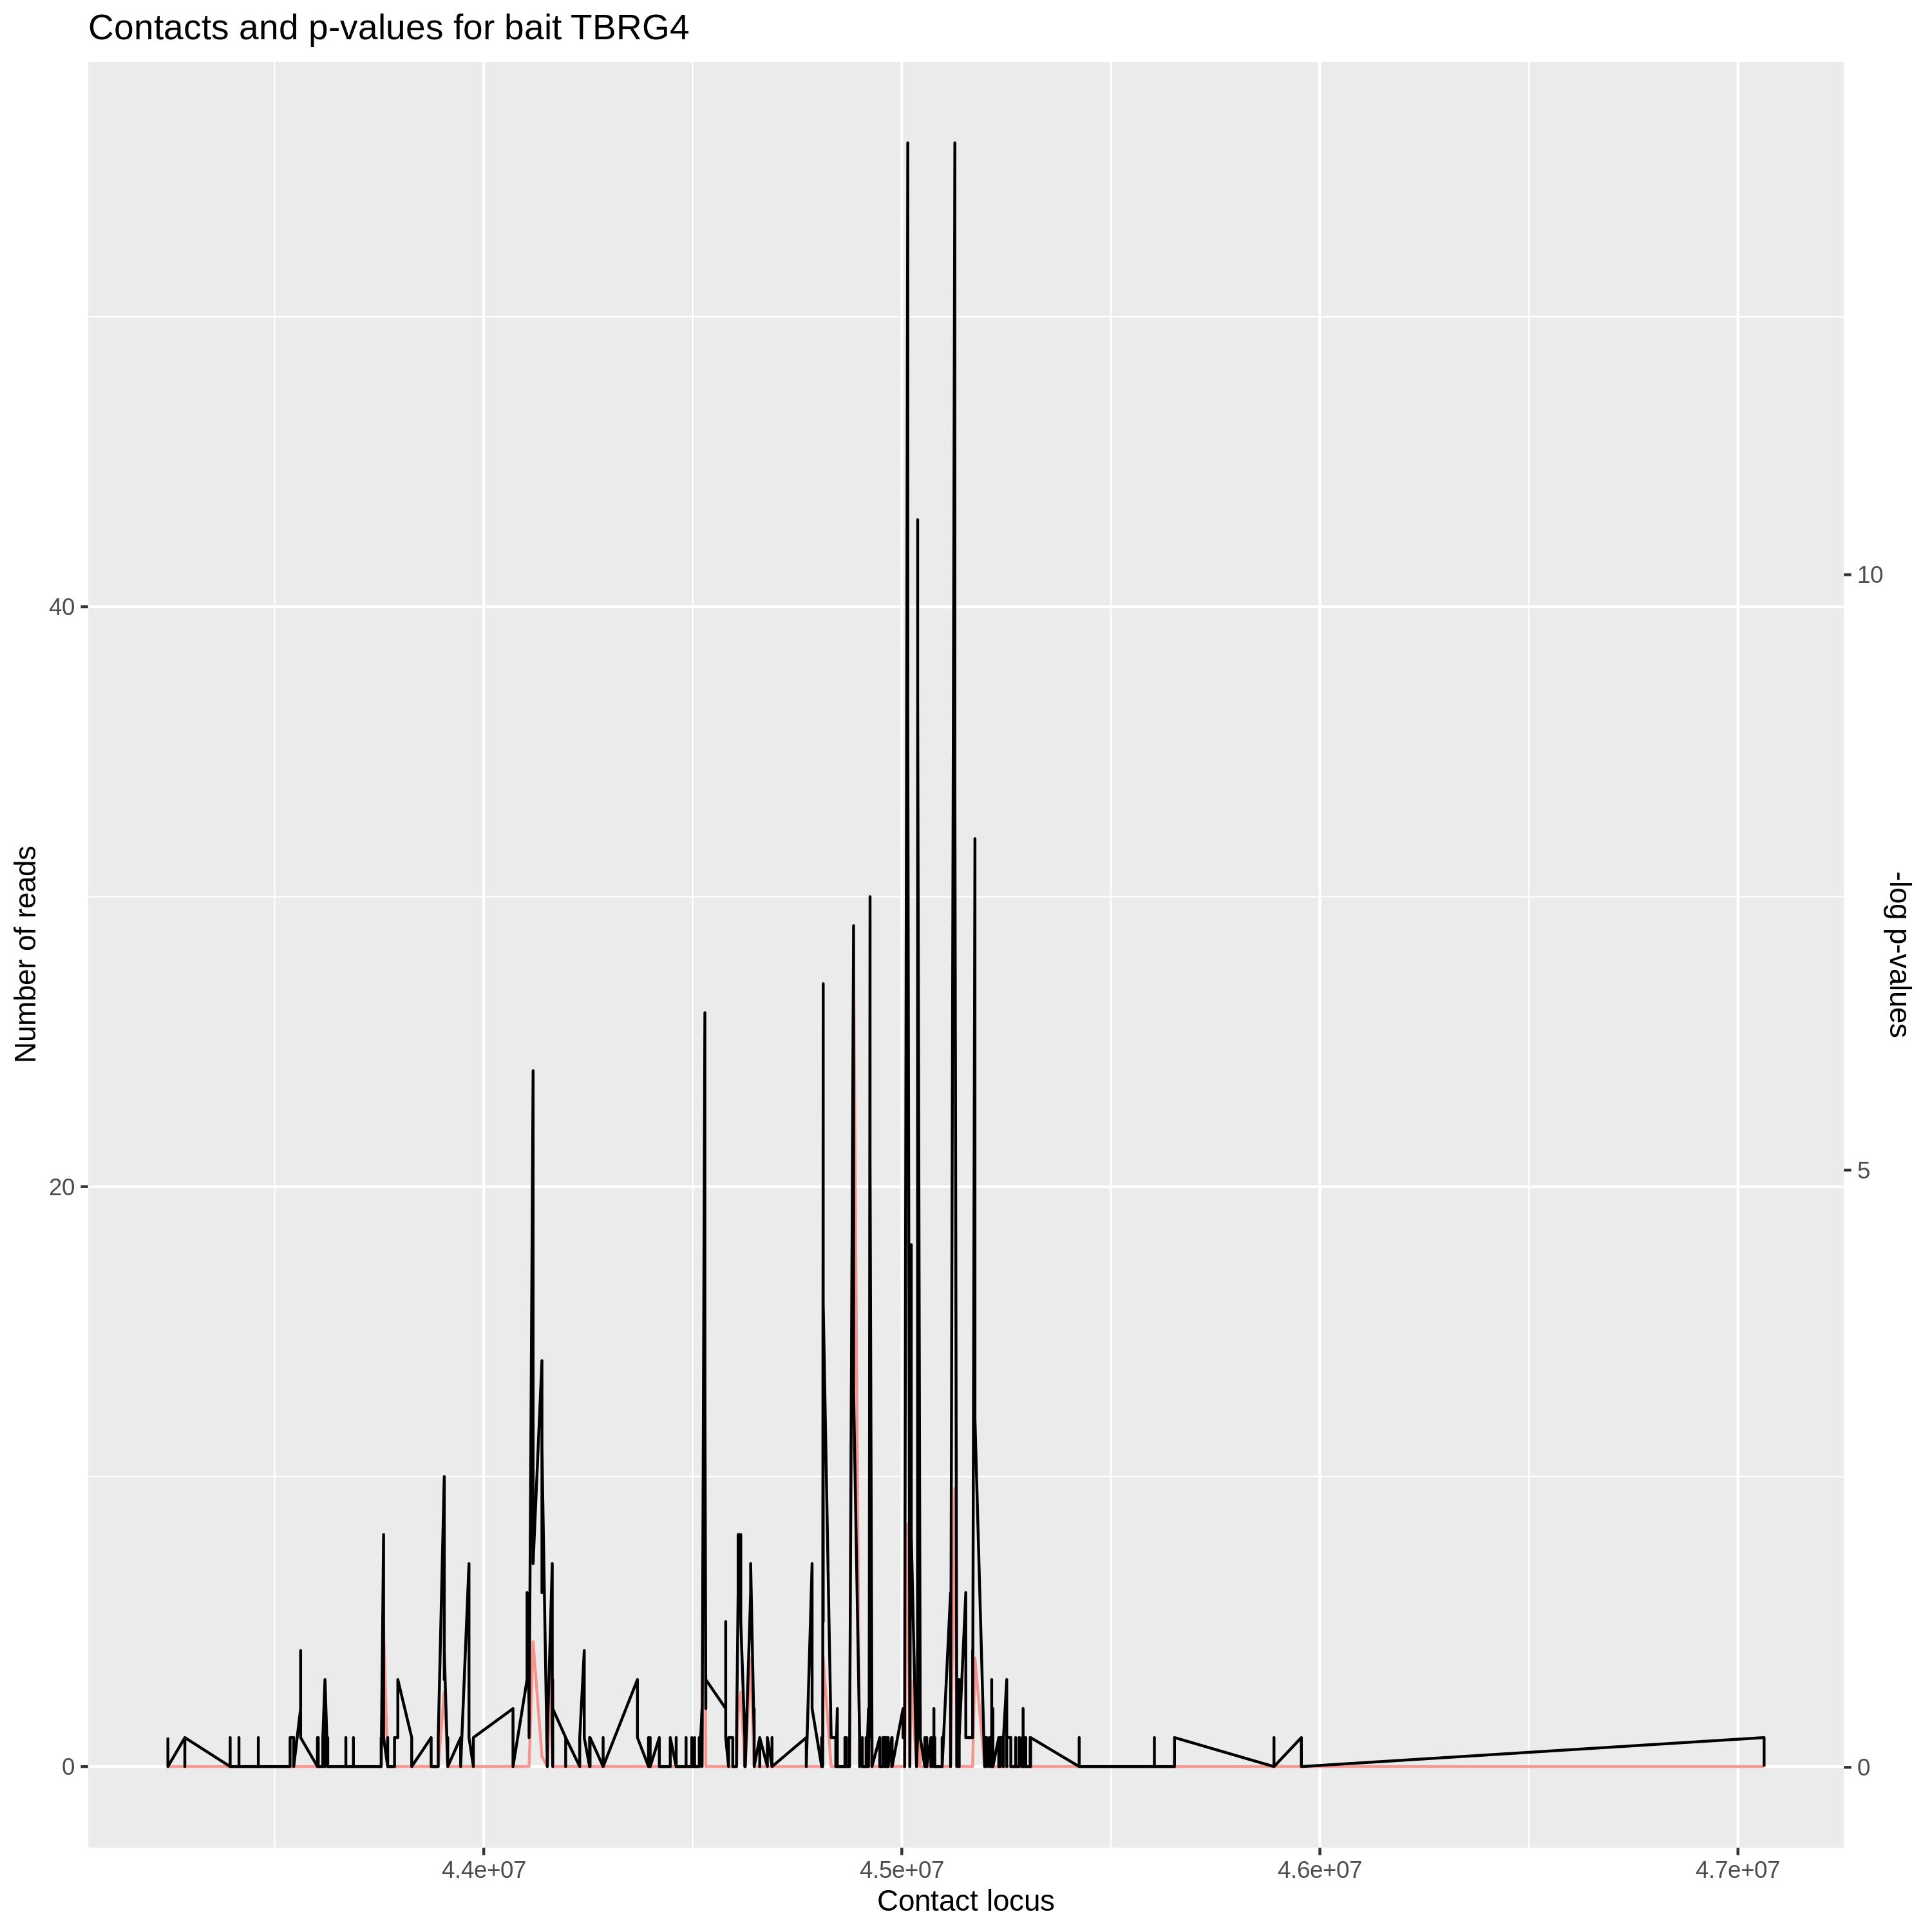 Contacts and p-values for bait TBRG4
Number of reads
40
20
0
10
5
0
-log p-values
4.4e+07 4.5e+07 4.6e+07 4.7e+07
Contact locus